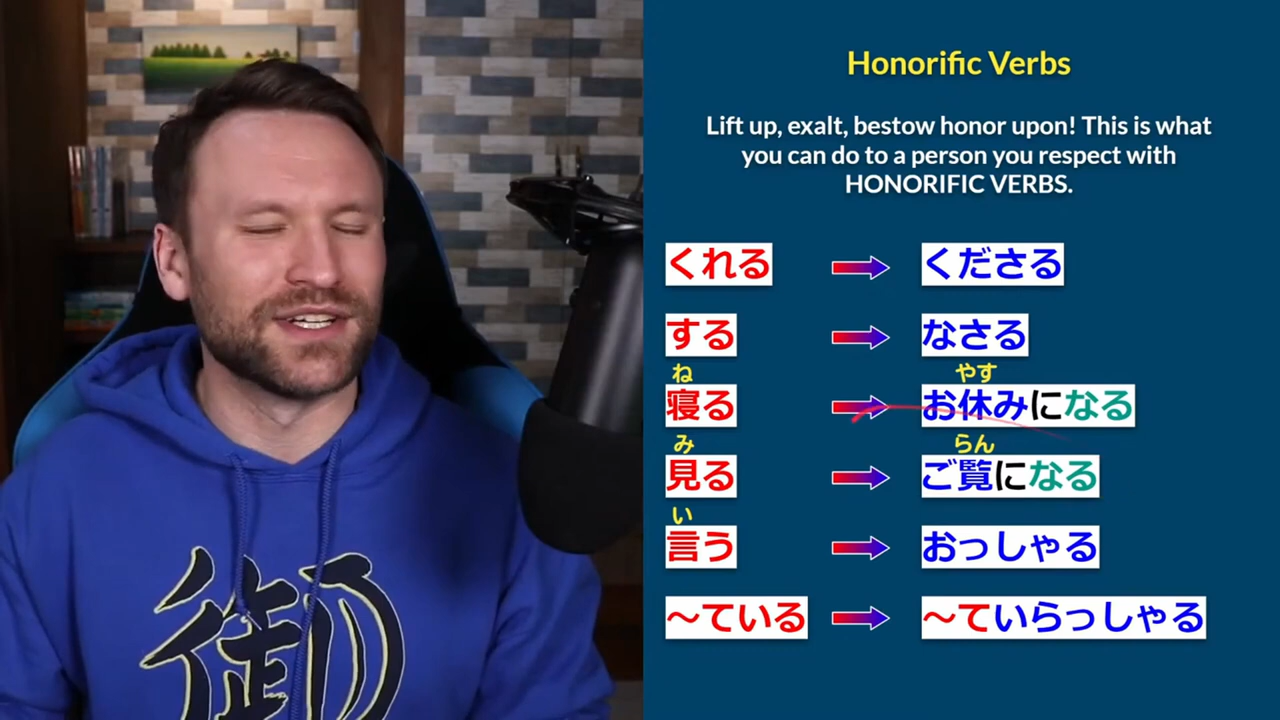 Honorific Verbs
Lift up, exalt, bestow honor upon! This is what
you can do to a person you respect with
HONORIFIC VERBS.
くれる くださる
する なさる
ね やす
寝る お休みになる
み らん
見る ご覧になる
い
言う おっしゃる
～ている ～ていらっしゃる
御